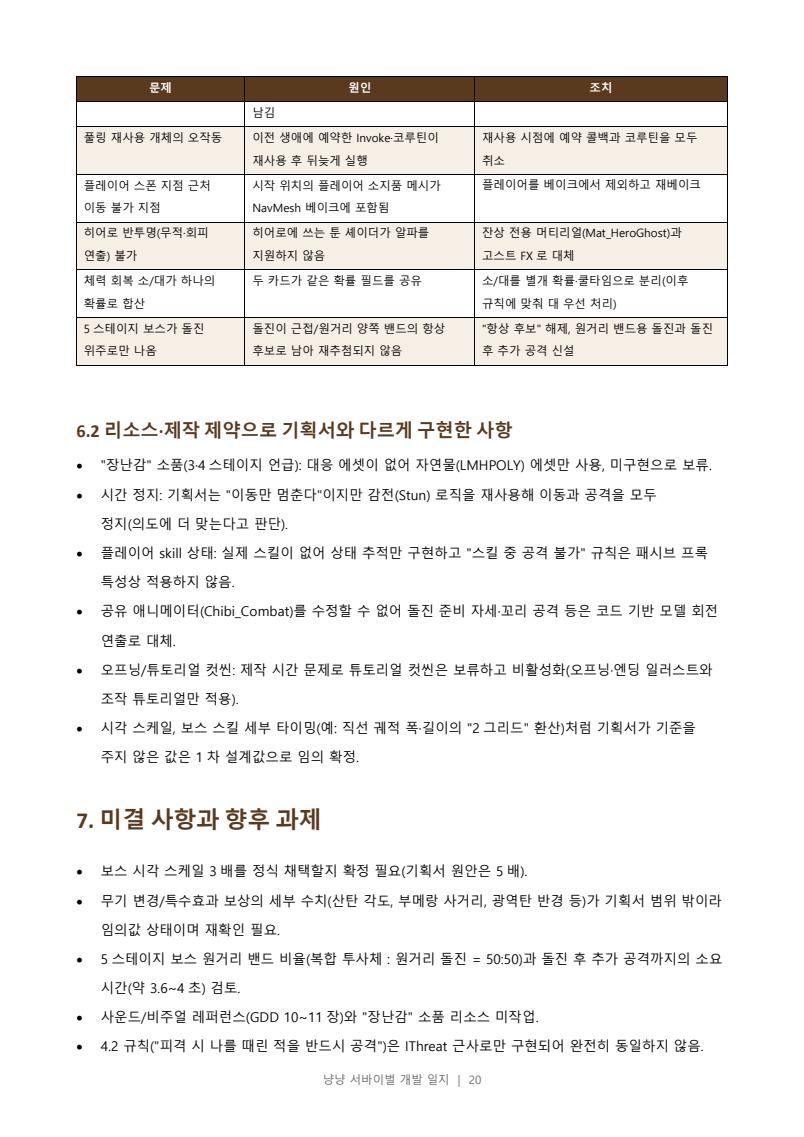 문제 원인 조치
남김
풀링 재사용 개체의 오작동 이전 생애에 예약한 Invoke·코루틴이 재사용 시점에 예약 콜백과 코루틴을 모두
재사용 후 뒤늦게 실행 취소
플레이어 스폰 지점 근처 시작 위치의 플레이어 소지품 메시가 플레이어를 베이크에서 제외하고 재베이크
이동 불가 지점 NavMesh 베이크에 포함됨
히어로 반투명(무적·회피 히어로에 쓰는 툰 셰이더가 알파를 잔상 전용 머티리얼(Mat_HeroGhost)과
연출) 불가 지원하지 않음 고스트 FX 로 대체
체력 회복 소/대가 하나의 두 카드가 같은 확률 필드를 공유 소/대를 별개 확률·쿨타임으로 분리(이후
확률로 합산 규칙에 맞춰 대 우선 처리)
5 스테이지 보스가 돌진 돌진이 근접/원거리 양쪽 밴드의 항상 "항상 후보" 해제, 원거리 밴드용 돌진과 돌진
위주로만 나옴 후보로 남아 재추첨되지 않음 후 추가 공격 신설
6.2 리소스·제작 제약으로 기획서와 다르게 구현한 사항
• "장난감" 소품(3·4 스테이지 언급): 대응 에셋이 없어 자연물(LMHPOLY) 에셋만 사용, 미구현으로 보류.
• 시간 정지: 기획서는 "이동만 멈춘다"이지만 감전(Stun) 로직을 재사용해 이동과 공격을 모두
정지(의도에 더 맞는다고 판단).
• 플레이어 skill 상태: 실제 스킬이 없어 상태 추적만 구현하고 "스킬 중 공격 불가" 규칙은 패시브 프록
특성상 적용하지 않음.
• 공유 애니메이터(Chibi_Combat)를 수정할 수 없어 돌진 준비 자세·꼬리 공격 등은 코드 기반 모델 회전
연출로 대체.
• 오프닝/튜토리얼 컷씬: 제작 시간 문제로 튜토리얼 컷씬은 보류하고 비활성화(오프닝·엔딩 일러스트와
조작 튜토리얼만 적용).
• 시각 스케일, 보스 스킬 세부 타이밍(예: 직선 궤적 폭·길이의 "2 그리드" 환산)처럼 기획서가 기준을
주지 않은 값은 1 차 설계값으로 임의 확정.
7. 미결 사항과 향후 과제
• 보스 시각 스케일 3 배를 정식 채택할지 확정 필요(기획서 원안은 5 배).
• 무기 변경/특수효과 보상의 세부 수치(산탄 각도, 부메랑 사거리, 광역탄 반경 등)가 기획서 범위 밖이라
임의값 상태이며 재확인 필요.
• 5 스테이지 보스 원거리 밴드 비율(복합 투사체 : 원거리 돌진 = 50:50)과 돌진 후 추가 공격까지의 소요
시간(약 3.6~4 초) 검토.
• 사운드/비주얼 레퍼런스(GDD 10~11 장)와 "장난감" 소품 리소스 미작업.
• 4.2 규칙("피격 시 나를 때린 적을 반드시 공격")은 IThreat 근사로만 구현되어 완전히 동일하지 않음.
냥냥 서바이벌 개발 일지 | 20